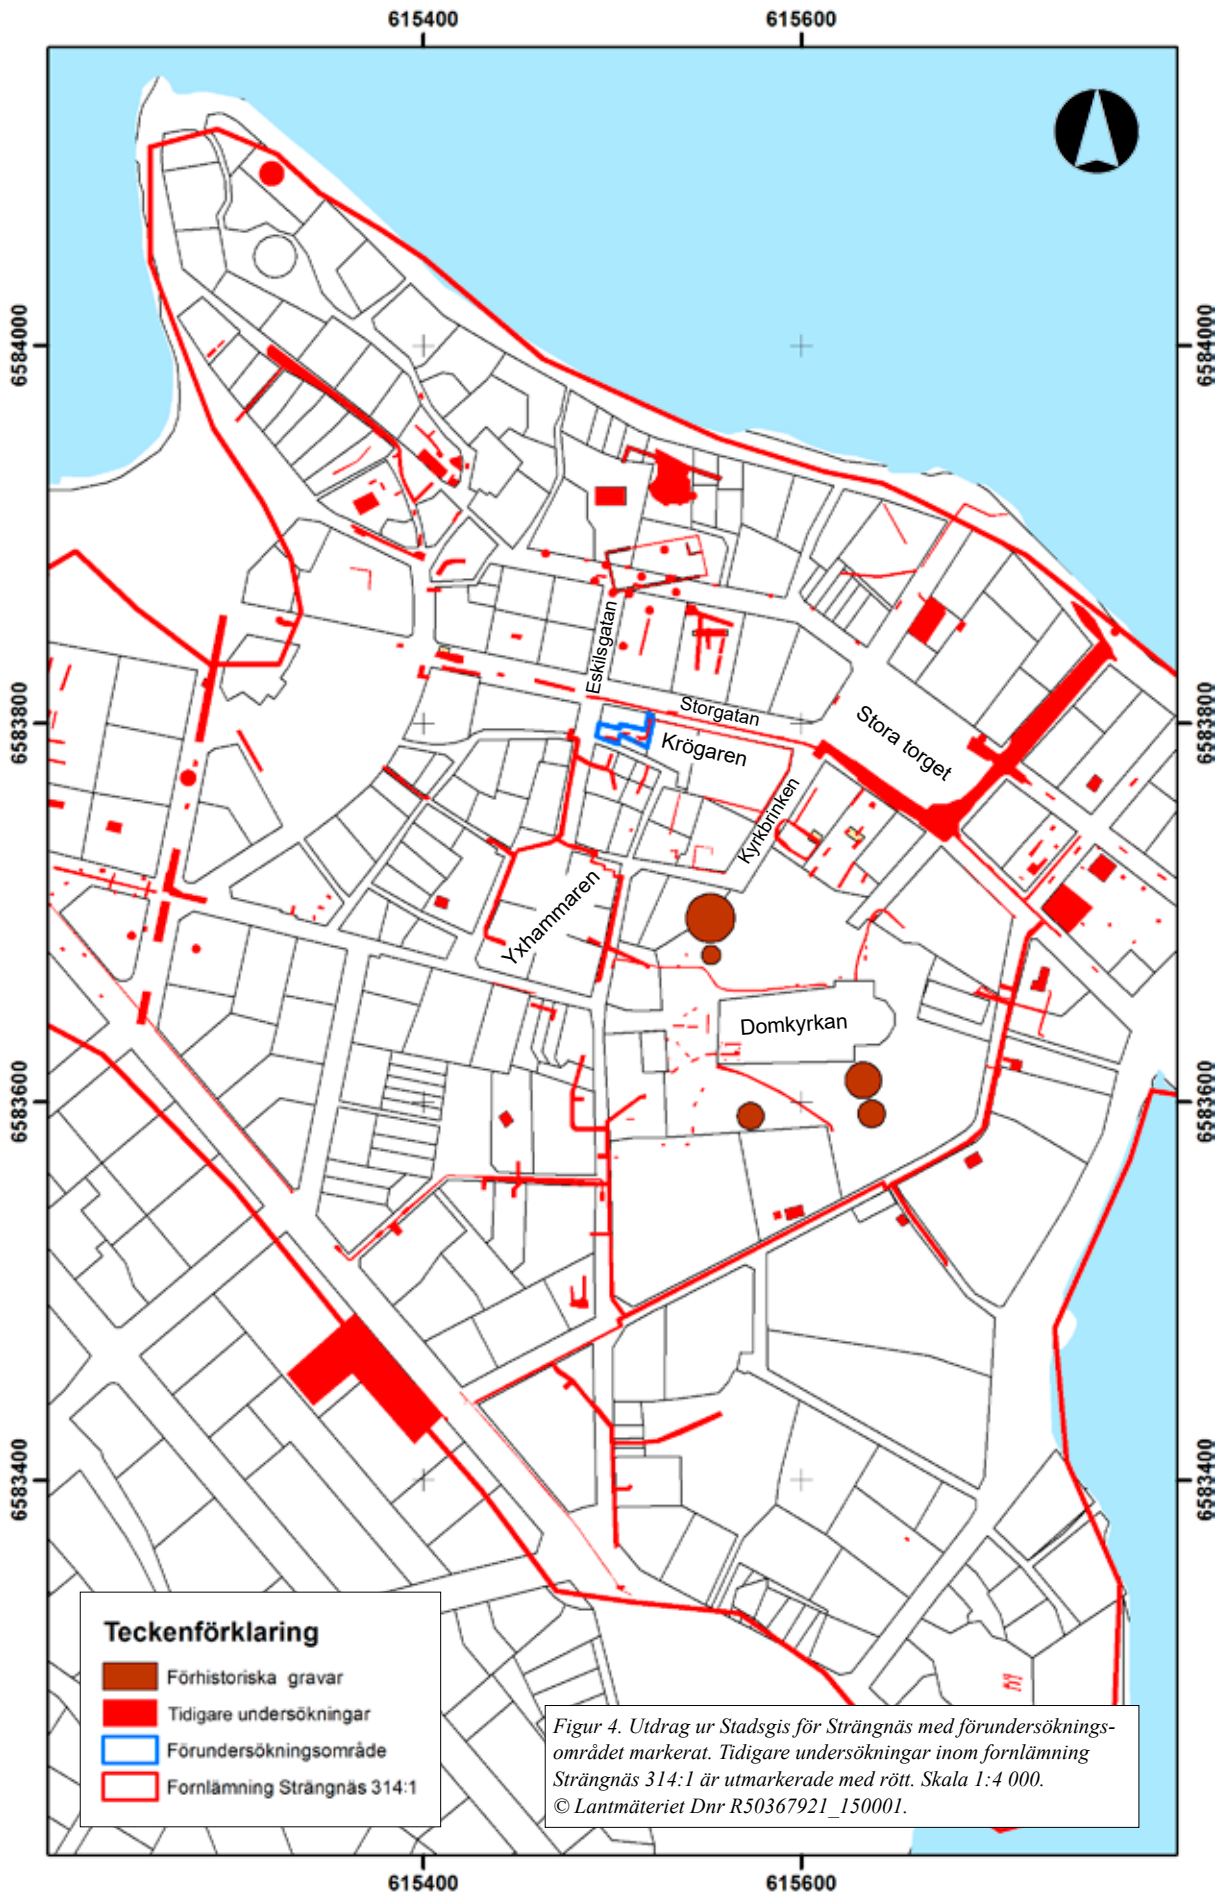 615400
615600
6584000
6584000
Eskilsgatan
Storgatan
Stora torget
6583800
6583800
Krögaren
Kyrkbrinken
Yxhammaren
Domkyrkan
6583600
6583600
6583400
6583400
Teckenförklaring
Förhistoriska gravar
Tidigare undersökningar
Förundersökningsområde
Fornlämning Strängnäs 314:1
Figur 4. Utdrag ur Stadsgis för Strängnäs med förundersöknings-
området markerat. Tidigare undersökningar inom fornlämning
Strängnäs 314:1 är utmarkerade med rött. Skala 1:4 000.
© Lantmäteriet Dnr R50367921_150001.
615400
615600